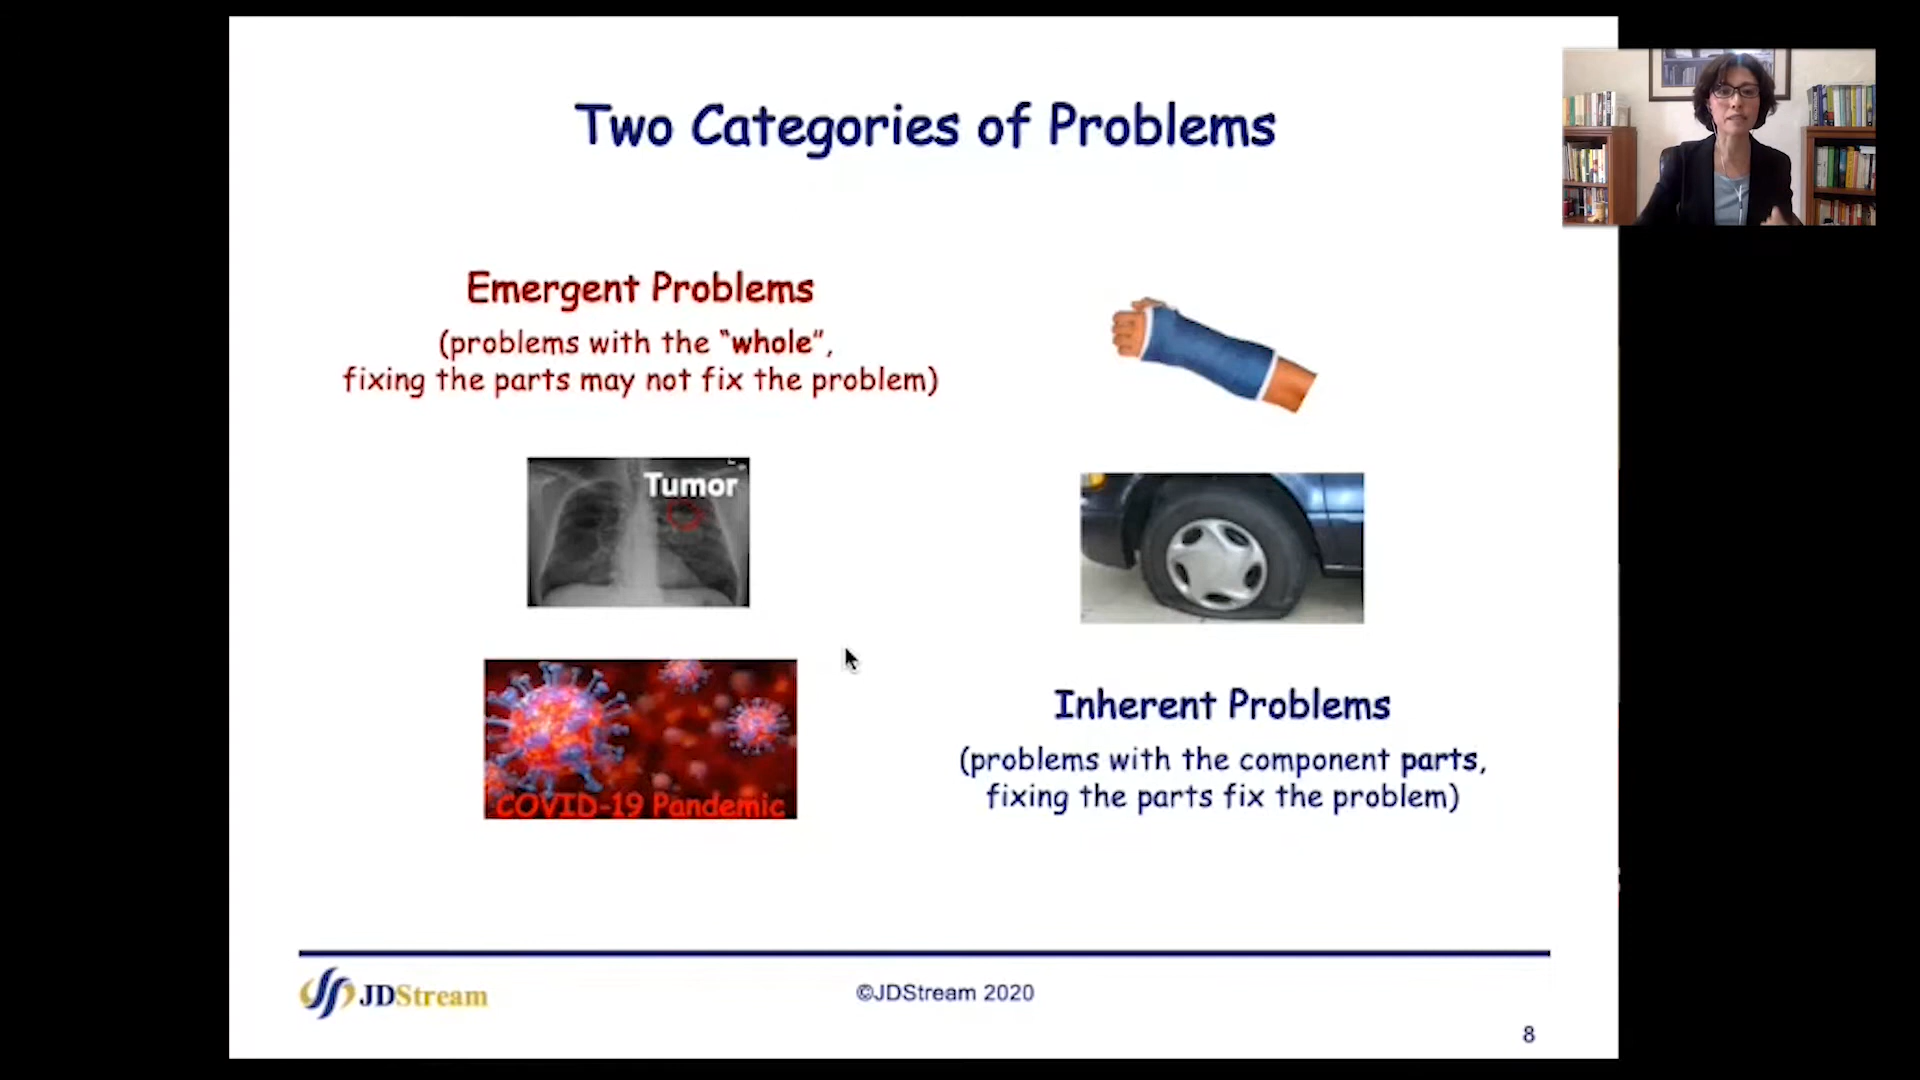 Two Categories of Problems
Emergent Problems
(problems with the “whole”,
fixing the parts may not fix the problem)
Tumor
COVID-19 Pandemic
Inherent Problems
(problems with the component parts,
fixing the parts fix the problem)
JDStream
©JDStream 2020
8